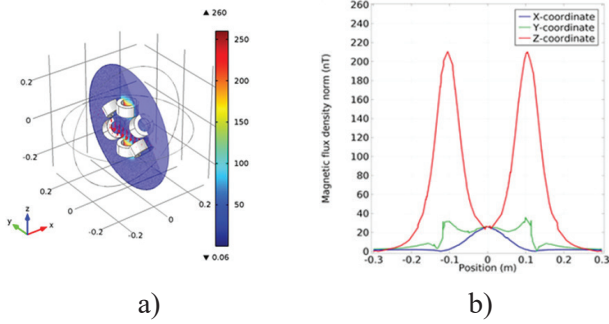 ▲ 260
250
200
150
100
50
▼ 0.06
0.2
0
-0.2
0.2
0
-0.2
0.2
0
-0.2
z
y
x
a)
260
240
220
200
180
160
140
120
100
80
60
40
20
0
Magnetic flux density norm (nT)
X-coordinate
Y-coordinate
Z-coordinate
-0.3 -0.2 -0.1 0.0 0.1 0.2 0.3
Position (m)
b)